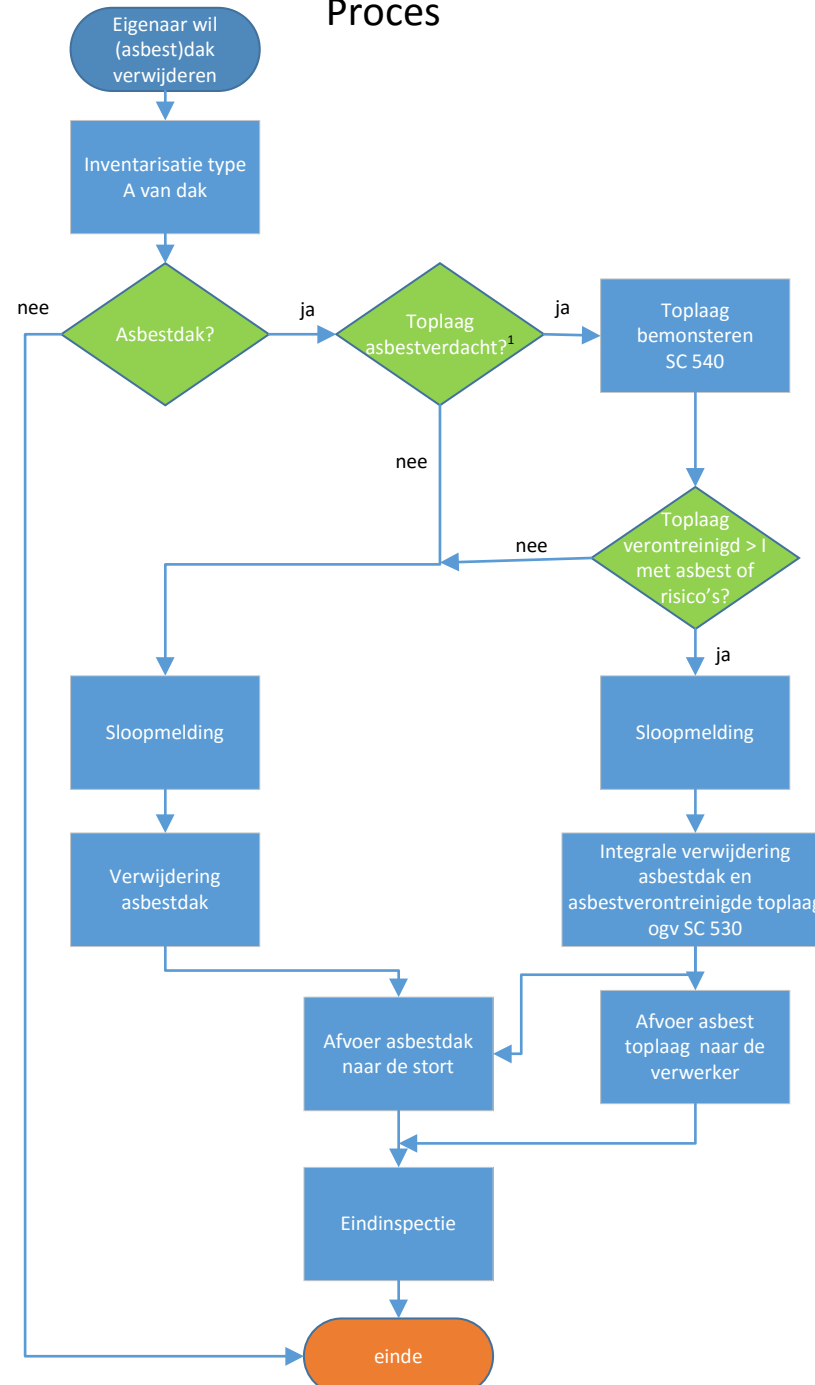 Proces
Eigenaar wil
(asbest)dak
verwijderen
Inventarisatie type
A van dak
nee
Asbestdak?
ja
Toplaag
asbestverdacht?1
ja
Toplaag
bemonsteren
SC 540
nee
nee
Toplaag
verontreinigd > I
met asbest of
risico's?
ja
Sloopmelding
Sloopmelding
Verwijdering
asbestdak
Integrale verwijdering
asbestdak en
asbestverontreinigde toplaag
ogv SC 530
Afvoer asbestdak
naar de stort
Afvoer asbest
toplaag naar de
verwerker
Eindinspectie
einde